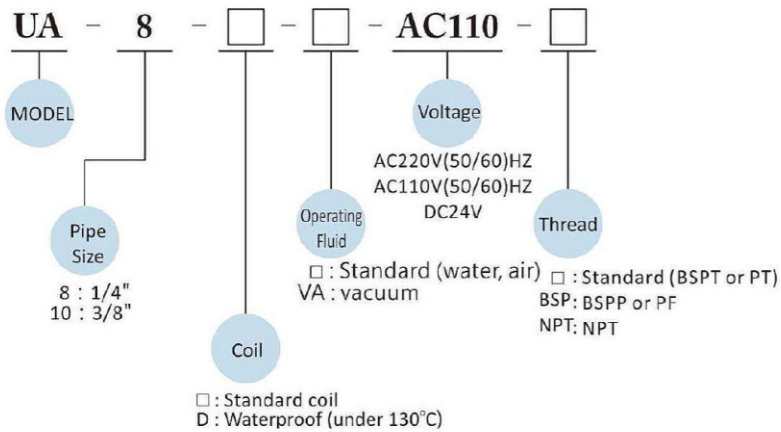 UA - 8 - □ - □ - AC110 - □
MODEL
Voltage
AC220V(50/60)HZ
AC110V(50/60)HZ
DC24V
Pipe
Size
8 : 1/4"
10 : 3/8"
Operating
Fluid
□ : Standard (water, air)
VA : vacuum
Thread
□ : Standard (BSPT or PT)
BSP: BSPP or PF
NPT: NPT
Coil
□ : Standard coil
D : Waterproof (under 130°C)